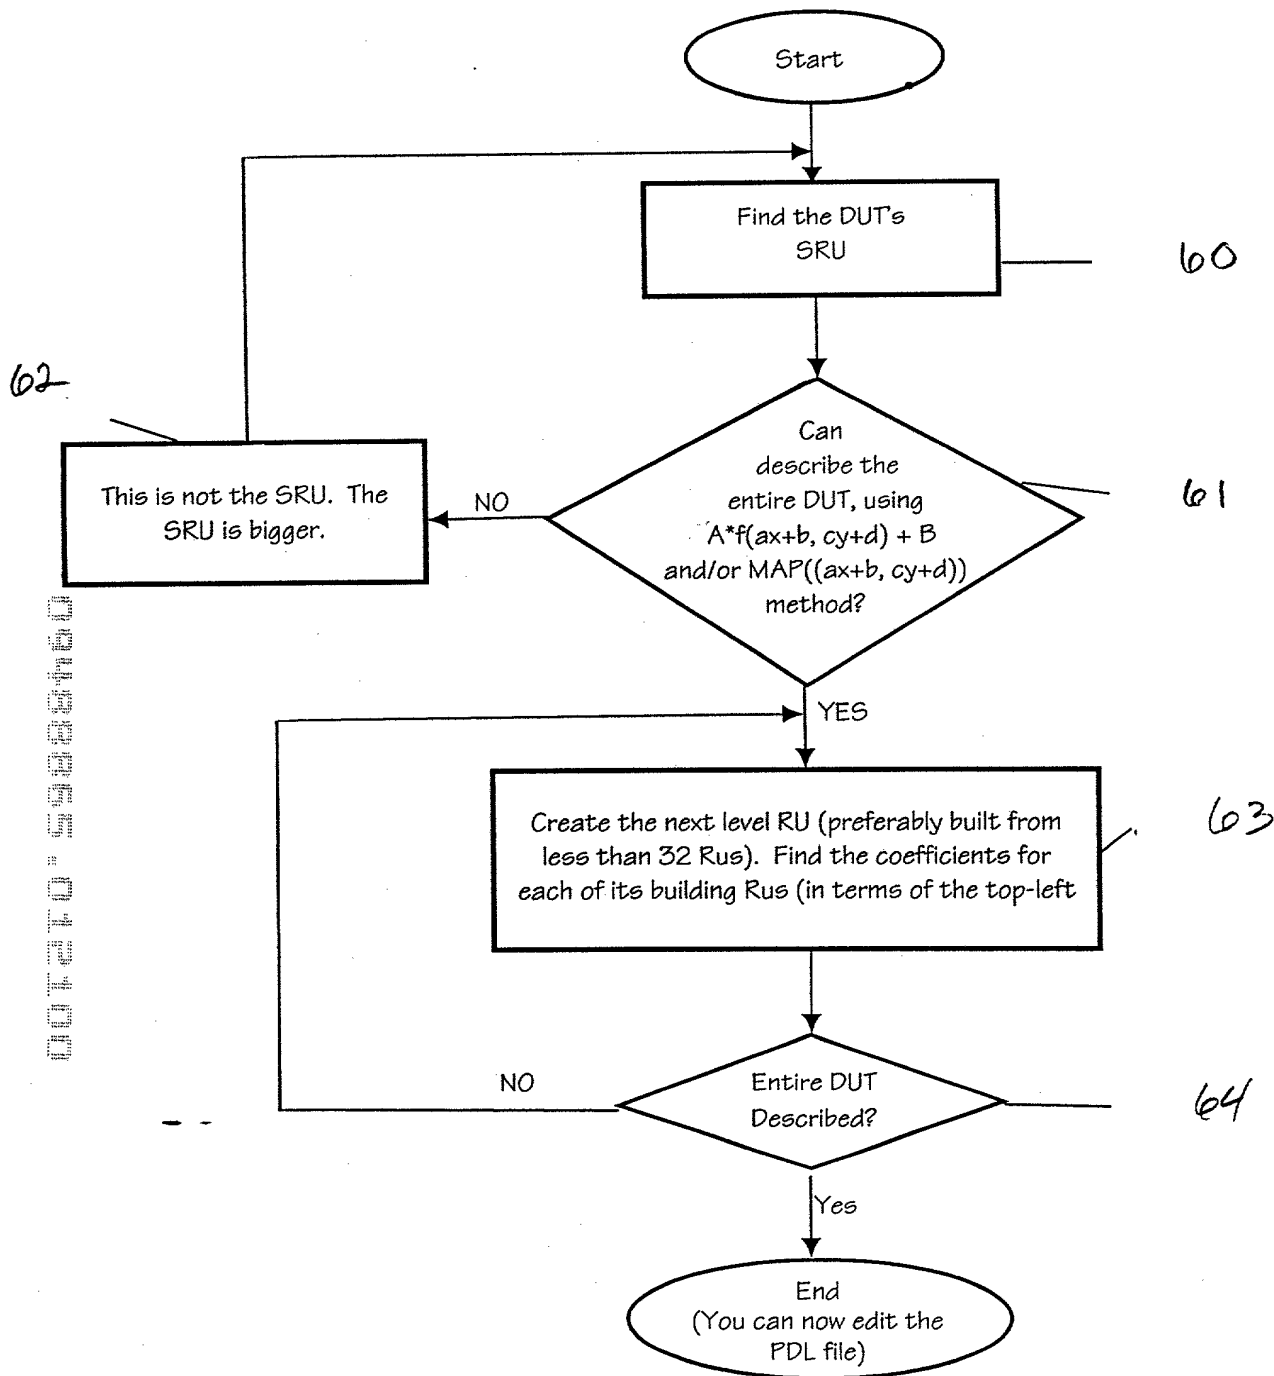 Start
Find the DUT's
SRU
60
62
Can
describe the
entire DUT, using
A*f(ax+b, cy+d) + B
and/or MAP((ax+b, cy+d))
method?
61
NO
This is not the SRU. The
SRU is bigger.
YES
Create the next level RU (preferably built from
less than 32 Rus). Find the coefficients for
each of its building Rus (in terms of the top-left
63
NO
Entire DUT
Described?
64
Yes
End
(You can now edit the
PDL file)